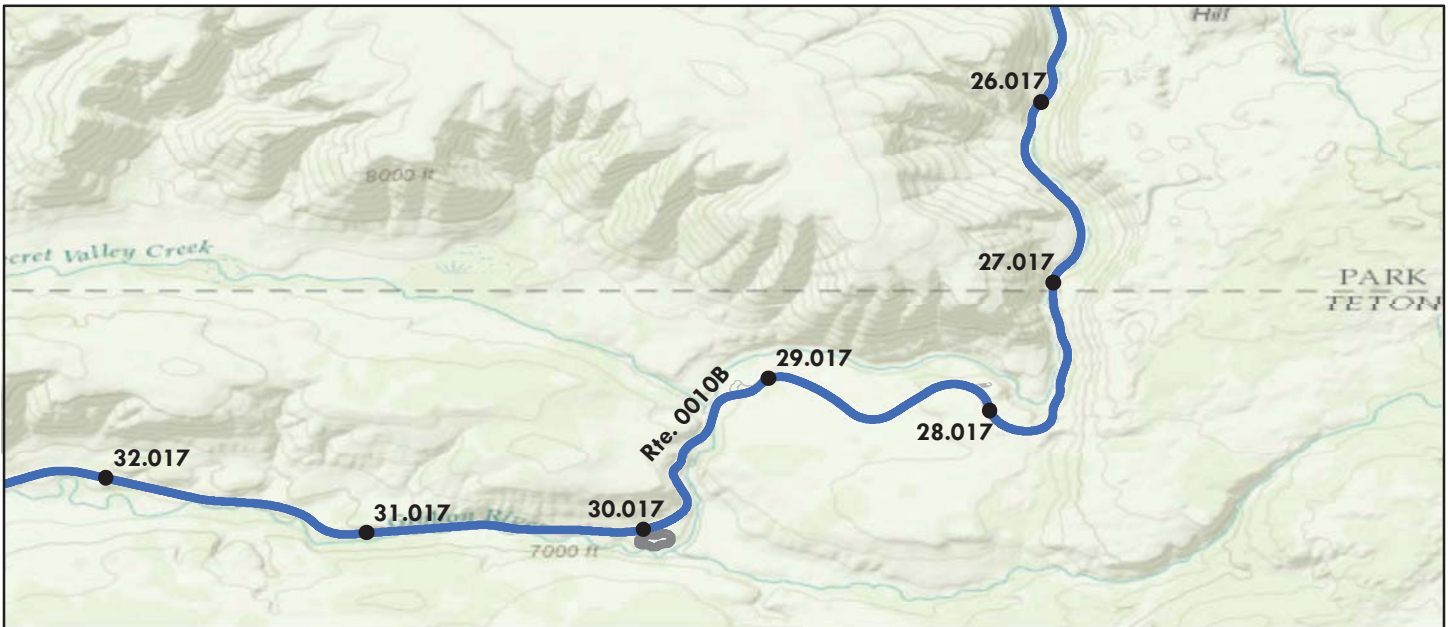 Hill
26.017
8000 ft
cret Valley Creek
27.017
PARK
TETON
29.017
Rte. 0010B
28.017
32.017
31.017
30.017
7000 ft